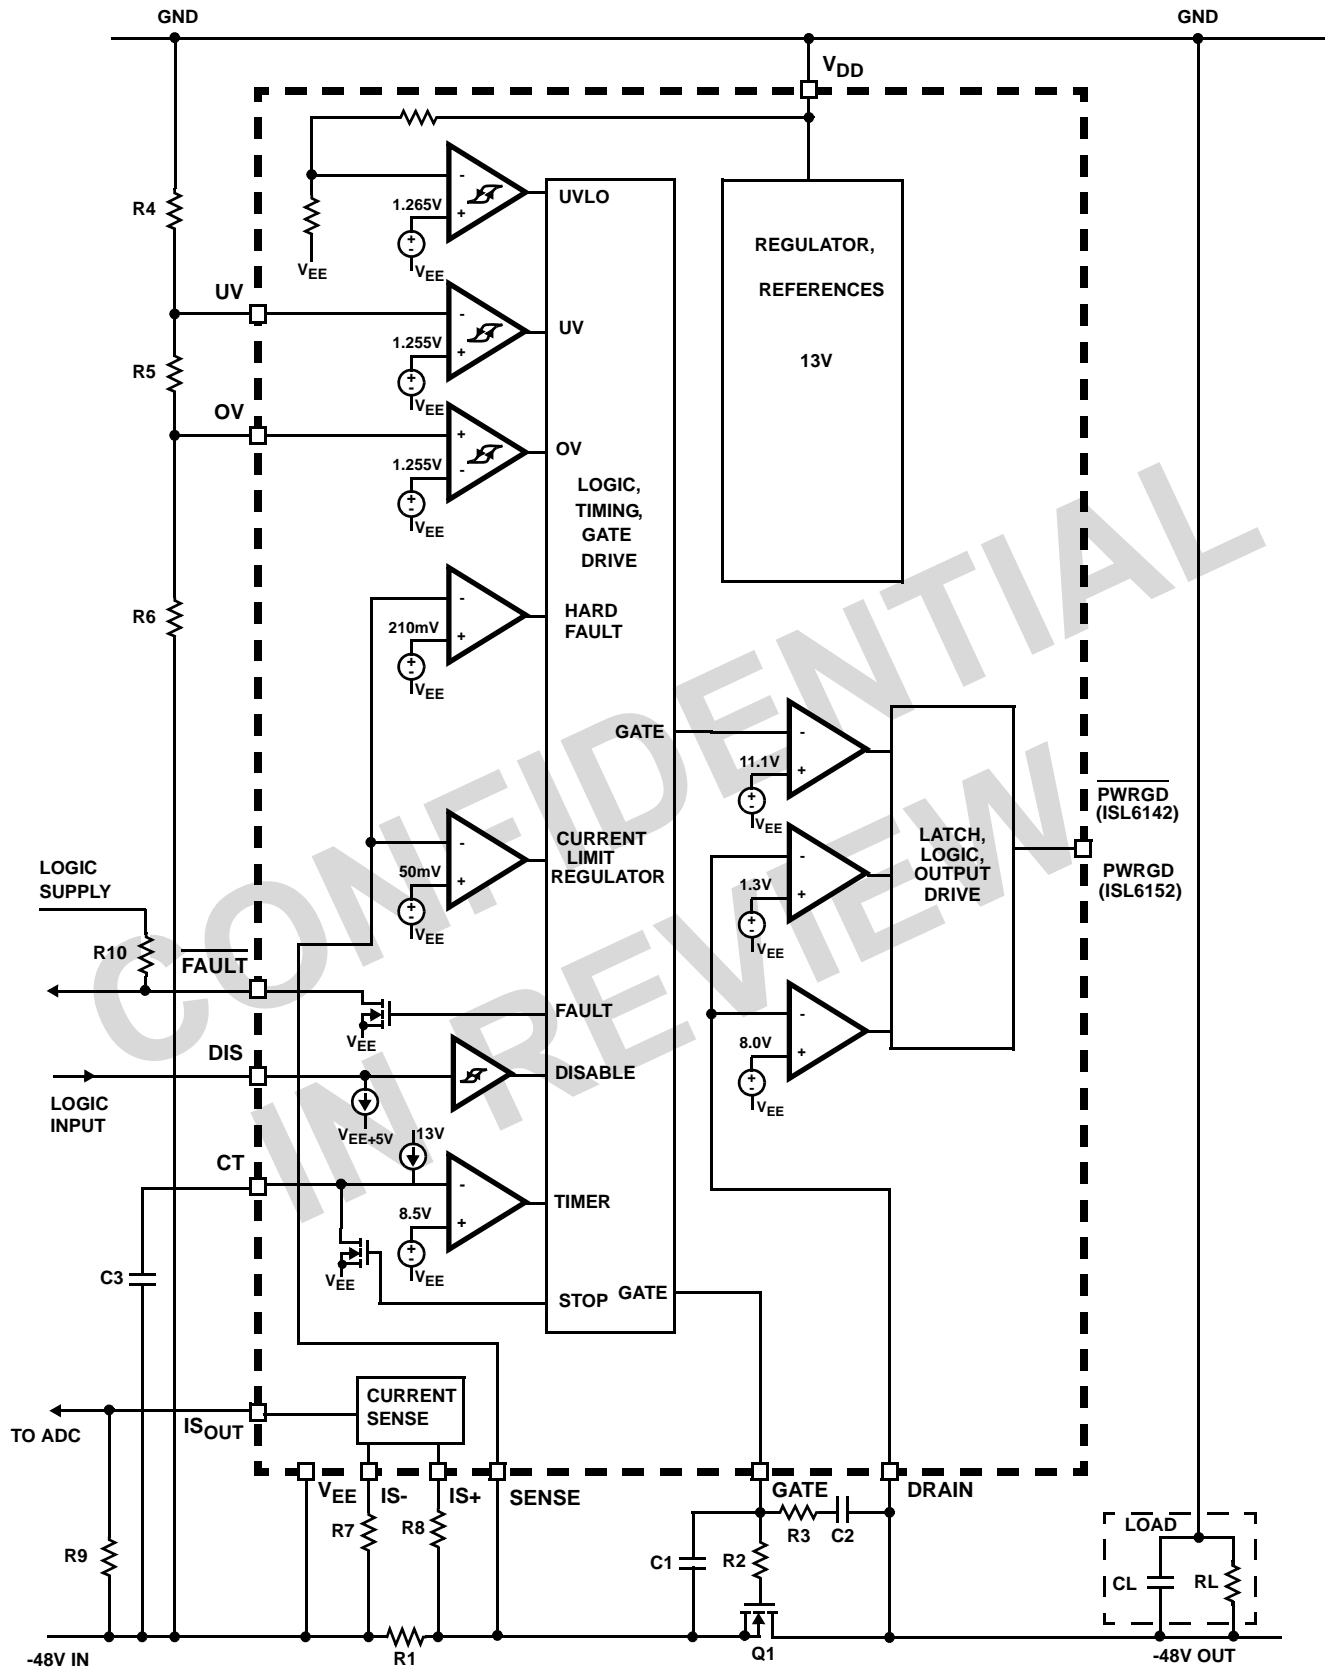 GND
GND
VDD
R4
-
1.265V
+
+
-
VEE
VEE
UVLO
REGULATOR,
REFERENCES
13V
UV
-
1.255V
+
+
-
VEE
UV
R5
OV
+
1.255V
-
+
-
VEE
OV
LOGIC,
TIMING,
GATE
DRIVE
R6
-
210mV
+
+
-
VEE
HARD
FAULT
GATE
-
11.1V
+
+
-
VEE
PWRGD
(ISL6142)
PWRGD
(ISL6152)
LATCH,
LOGIC,
OUTPUT
DRIVE
-
50mV
+
+
-
VEE
CURRENT
LIMIT
REGULATOR
-
1.3V
+
+
-
VEE
LOGIC
SUPPLY
R10
FAULT
VEE
FAULT
-
8.0V
+
+
-
VEE
DIS
LOGIC
INPUT
DISABLE
VEE+5V
13V
CT
-
8.5V
+
+
-
VEE
TIMER
VEE
C3
STOP
GATE
CURRENT
SENSE
ISOUT
TO ADC
VEE
IS-
IS+
SENSE
GATE
DRAIN
R7
R8
R3
C2
R9
C1
R2
LOAD
CL
RL
-48V IN
R1
Q1
-48V OUT
CONFIDENTIAL
IN REVIEW